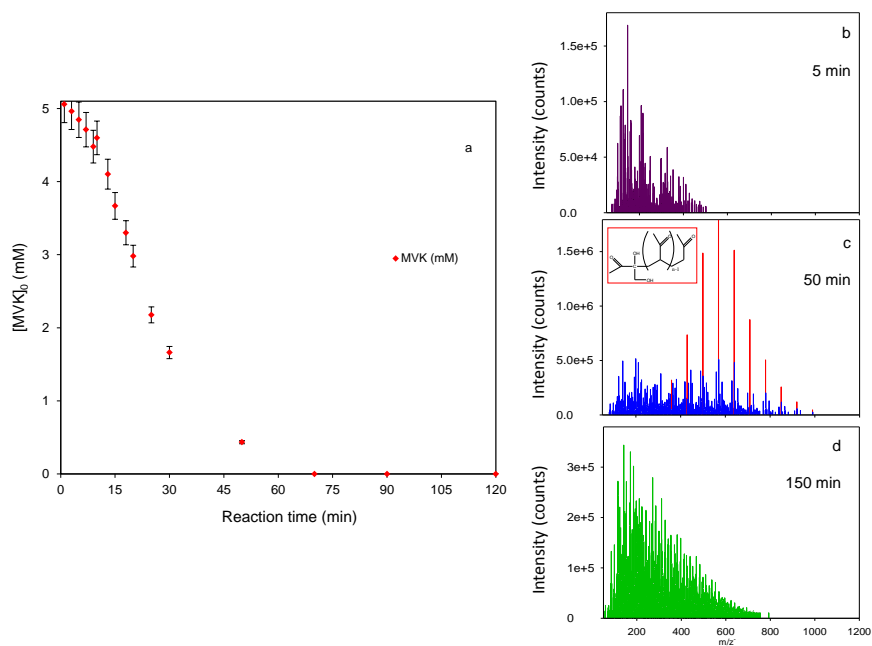 a
[MVK]0 (mM)
5
4
3
2
1
0
0 15 30 45 60 75 90 105 120
Reaction time (min)
MVK (mM)
b
5 min
Intensity (counts)
1.5e+5
1.0e+5
5.0e+4
0.0
c
50 min
Intensity (counts)
1.5e+6
1.0e+6
5.0e+5
0.0
O
OH
C
OH
O
O
n-1
d
150 min
Intensity (counts)
3e+5
2e+5
1e+5
0
200 400 600 800 1000 1200
m/z-